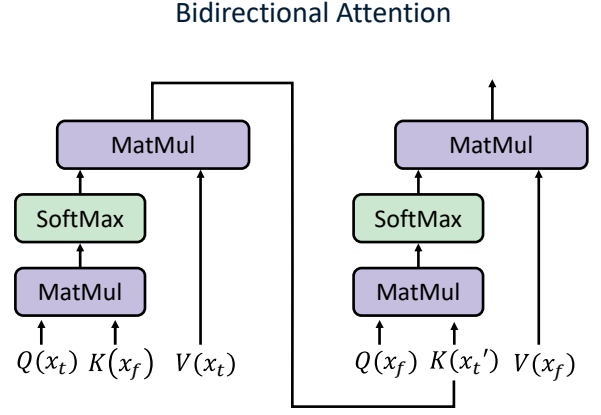 Bidirectional Attention
MatMul MatMul
SoftMax SoftMax
MatMul MatMul
Q(x_t) K(x_f) V(x_t) Q(x_f) K(x_t') V(x_f)